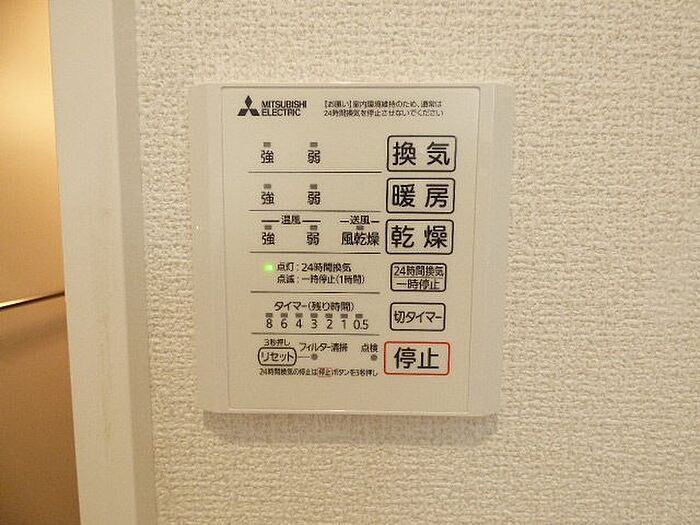 MITSUBISHI
ELECTRIC
【お願い】室内環境維持のため、通常は
24時間換気を停止させないでください
強 弱 換気
強 弱 暖房
温風 送風
強 弱 風乾燥 乾燥
点灯:24時間換気
点滅:一時停止(1時間)
24時間換気
一時停止
タイマー(残り時間)
8 6 4 3 2 1 0.5
切タイマー
3秒押し
リセット フィルター清掃 点検
停止
24時間換気の停止は停止ボタンを3秒押し